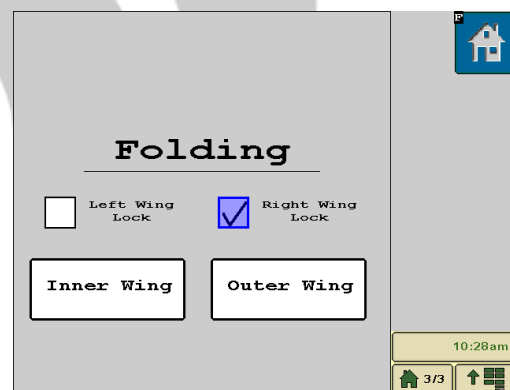 F
Folding
Left Wing
Lock
Right Wing
Lock
Inner Wing
Outer Wing
10:28am
3/3